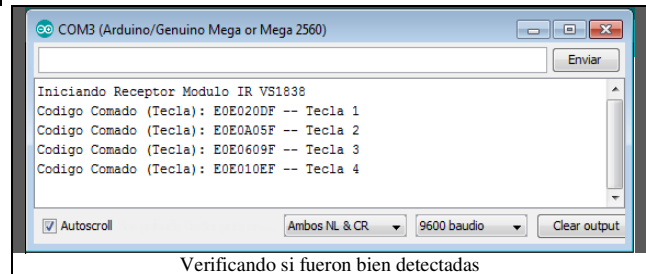 COM3 (Arduino/Genuino Mega or Mega 2560)
Enviar
Iniciando Receptor Modulo IR VS1838
Codigo Comado (Tecla): E0E020DF -- Tecla 1
Codigo Comado (Tecla): E0E0A05F -- Tecla 2
Codigo Comado (Tecla): E0E0609F -- Tecla 3
Codigo Comado (Tecla): E0E010EF -- Tecla 4
Autoscroll Ambos NL & CR 9600 baudio Clear output
Verificando si fueron bien detectadas